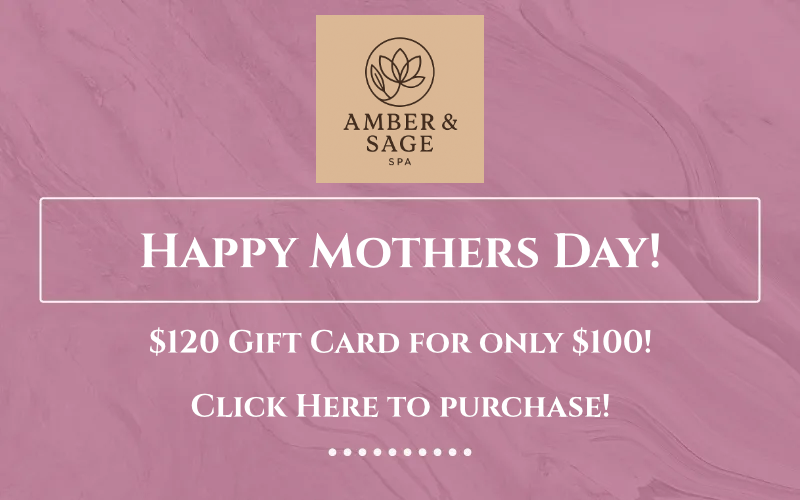 AMBER &
SAGE
SPA
Happy Mothers Day!
$120 Gift Card for only $100!
Click Here to purchase!